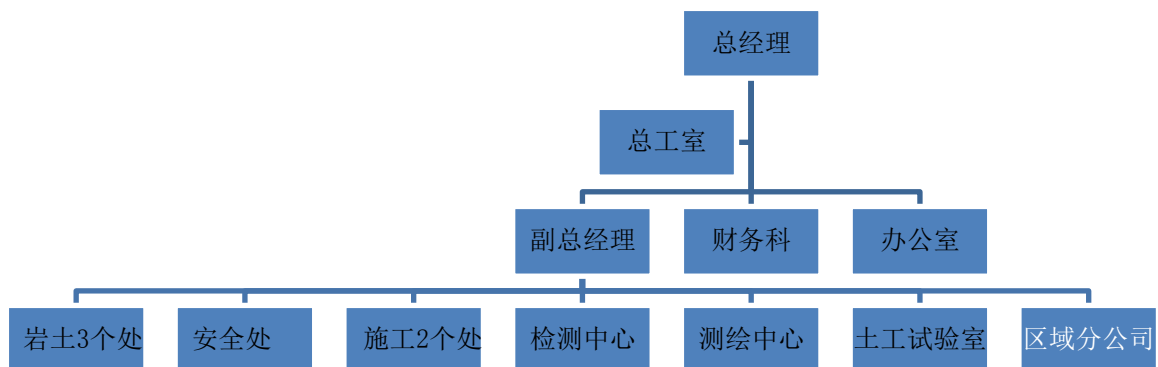 总经理
总工室
副总经理
财务科
办公室
岩土3个处
安全处
施工2个处
检测中心
测绘中心
土工试验室
区域分公司